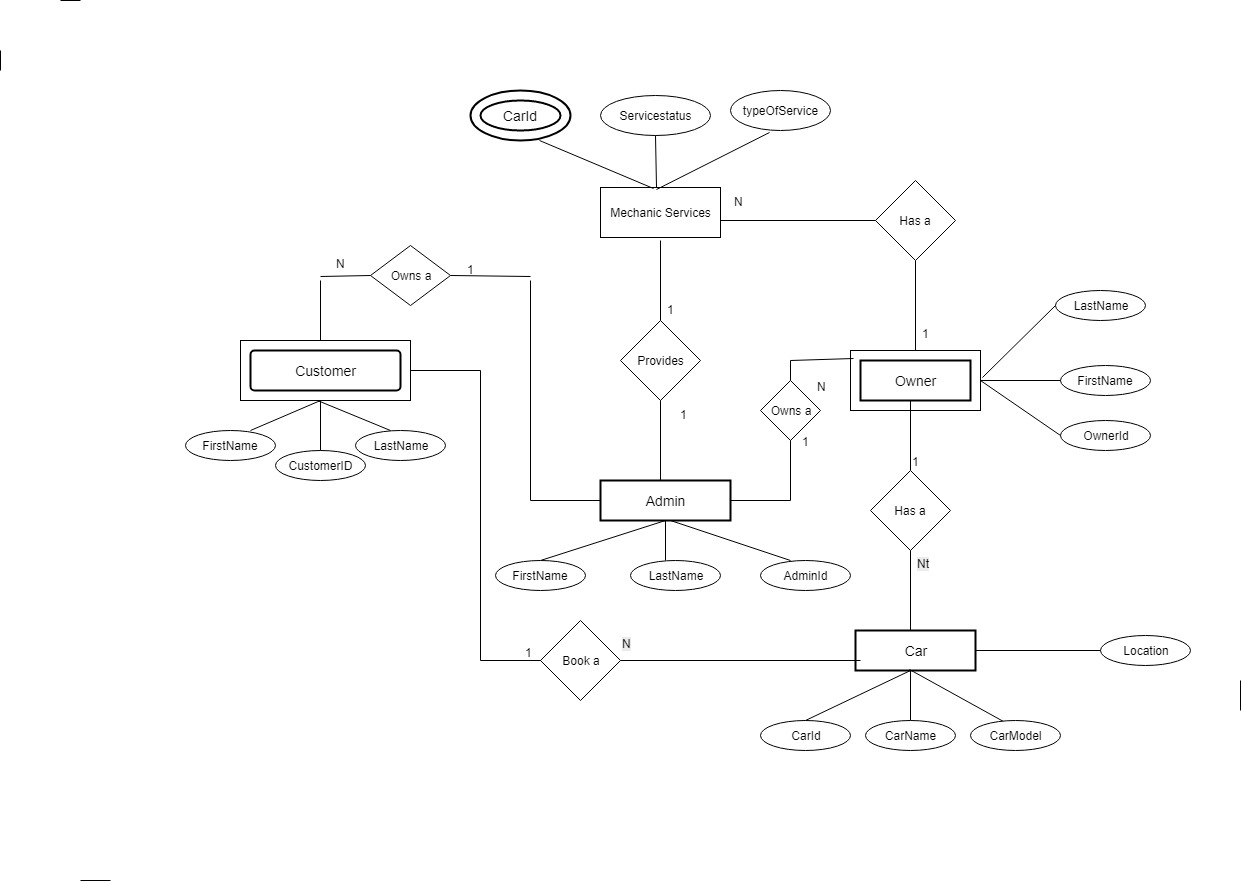 CarId
Servicestatus
typeOfService
Mechanic Services
N
Has a
N
Owns a
1
1
LastName
1
Customer
Provides
Owner
FirstName
N
Owns a
1
1
FirstName
LastName
CustomerID
OwnerId
1
Admin
Has a
Nt
FirstName
LastName
AdminId
1
Book a
N
Car
Location
CarId
CarName
CarModel